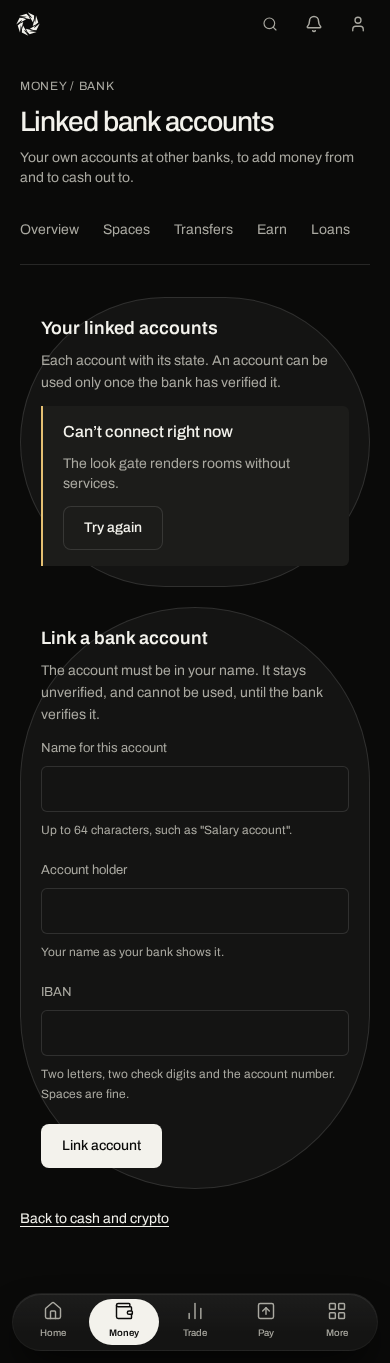 MONEY / BANK
Linked bank accounts
Your own accounts at other banks, to add money from
and to cash out to.
Overview Spaces Transfers Earn Loans
Your linked accounts
Each account with its state. An account can be
used only once the bank has verified it.
Can’t connect right now
The look gate renders rooms without
services.
Try again
Link a bank account
The account must be in your name. It stays
unverified, and cannot be used, until the bank
verifies it.
Name for this account
Up to 64 characters, such as "Salary account".
Account holder
Your name as your bank shows it.
IBAN
Two letters, two check digits and the account number.
Spaces are fine.
Link account
Back to cash and crypto
Home Money Trade Pay More